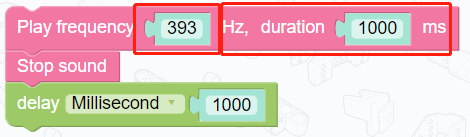 Play frequency 393 Hz, duration 1000 ms
Stop sound
delay Millisecond 1000